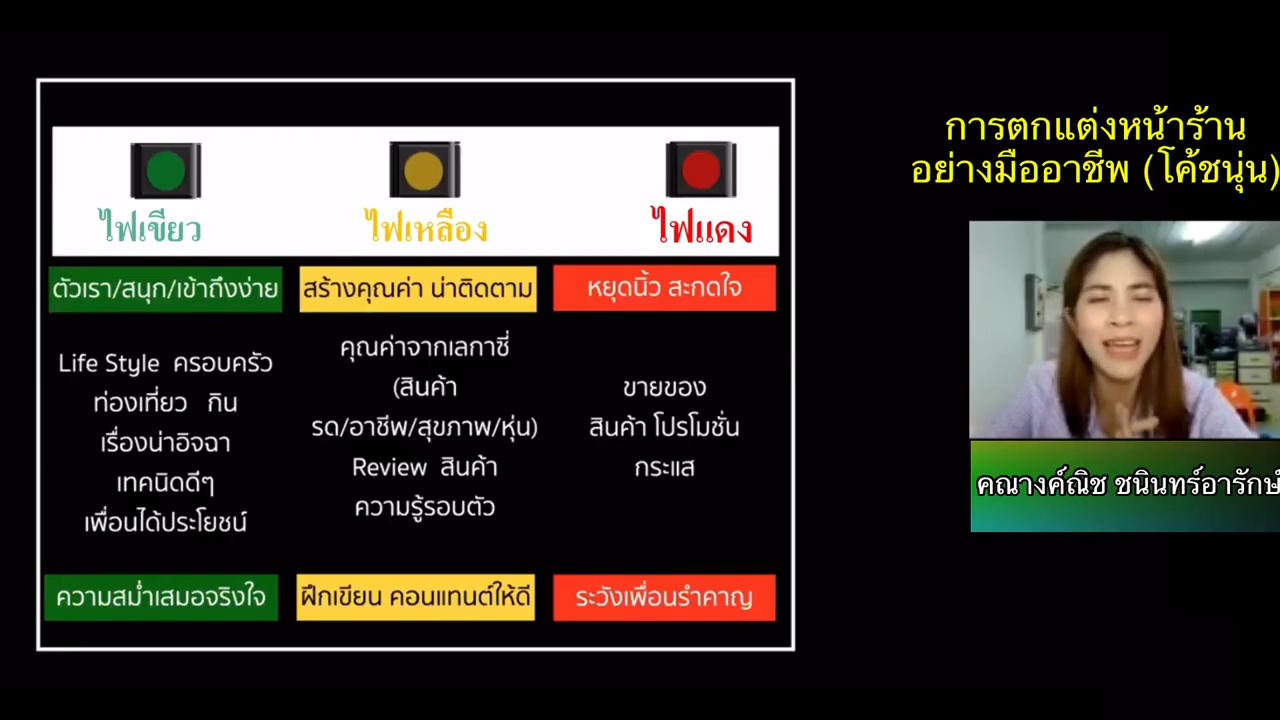 ไฟเขียว
ไฟเหลือง
ไฟแดง
ตัวเรา/สนุก/เข้าถึงง่าย
สร้างคุณค่า น่าติดตาม
หยุดนิ้ว สะกดใจ
Life Style ครอบครัว
ท่องเที่ยว กิน
เรื่องน่าอิจฉา
เทคนิดดีๆ
เพื่อนได้ประโยชน์
คุณค่าจากเลกาซี่
(สินค้า
รด/อาชีพ/สุขภาพ/หุ่น)
Review สินค้า
ความรู้รอบตัว
ขายของ
สินค้า โปรโมชั่น
กระแส
ความสม่ำเสมอจริงใจ
ฝึกเขียน คอนแทนต์ให้ดี
ระวังเพื่อนรำคาญ
การตกแต่งหน้าร้าน
อย่างมืออาชีพ (โค้ชนุ่น)
คณางค์ณิช ชนินทร์อารักษ์